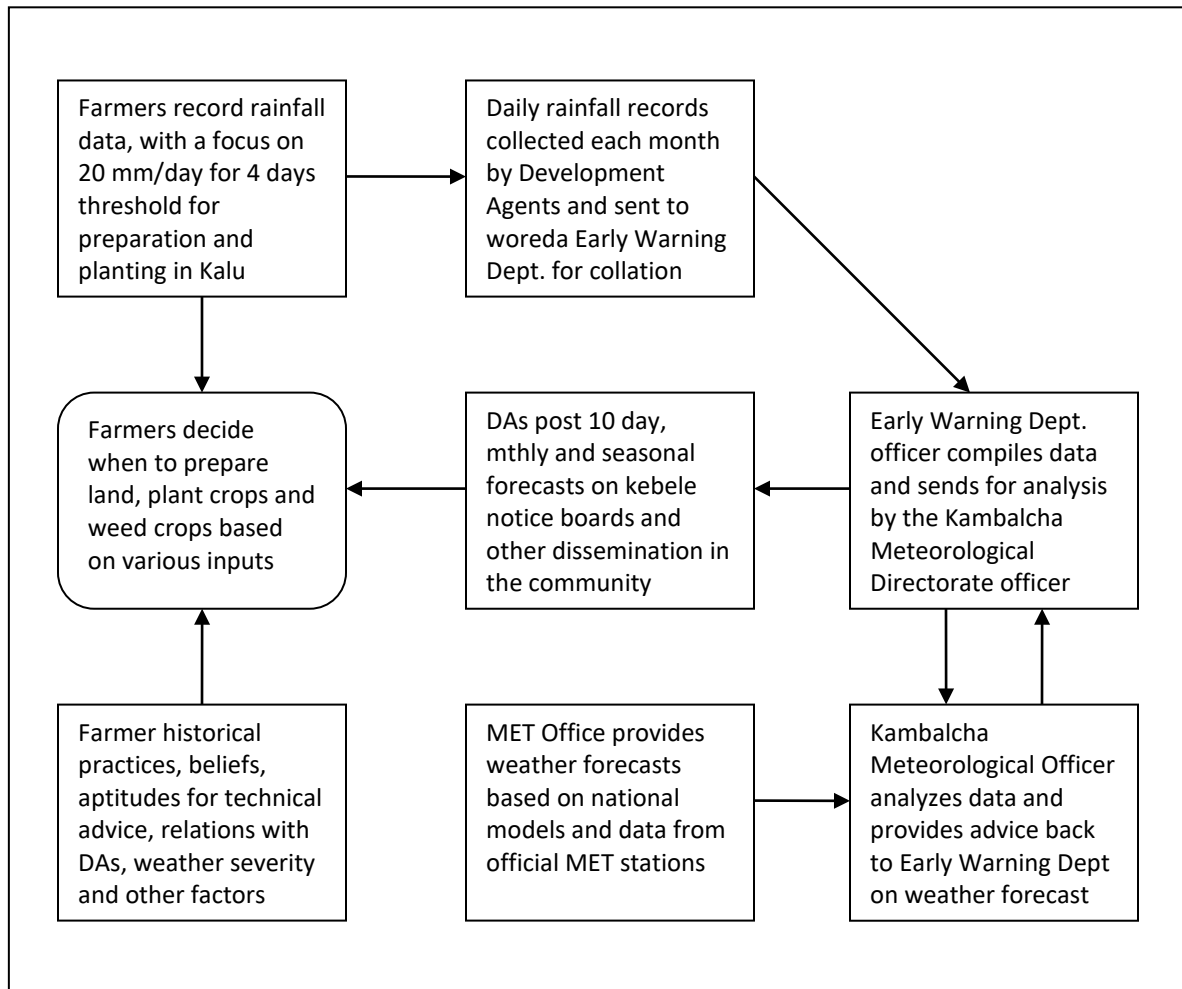 Farmers record rainfall
data, with a focus on
20 mm/day for 4 days
threshold for
preparation and
planting in Kalu
Daily rainfall records
collected each month
by Development
Agents and sent to
woreda Early Warning
Dept. for collation
Farmers decide
when to prepare
land, plant crops and
weed crops based
on various inputs
DAs post 10 day,
mthly and seasonal
forecasts on kebele
notice boards and
other dissemination in
the community
Early Warning Dept.
officer compiles data
and sends for analysis
by the Kambalcha
Meteorological
Directorate officer
Farmer historical
practices, beliefs,
aptitudes for technical
advice, relations with
DAs, weather severity
and other factors
MET Office provides
weather forecasts
based on national
models and data from
official MET stations
Kambalcha
Meteorological Officer
analyzes data and
provides advice back
to Early Warning Dept
on weather forecast